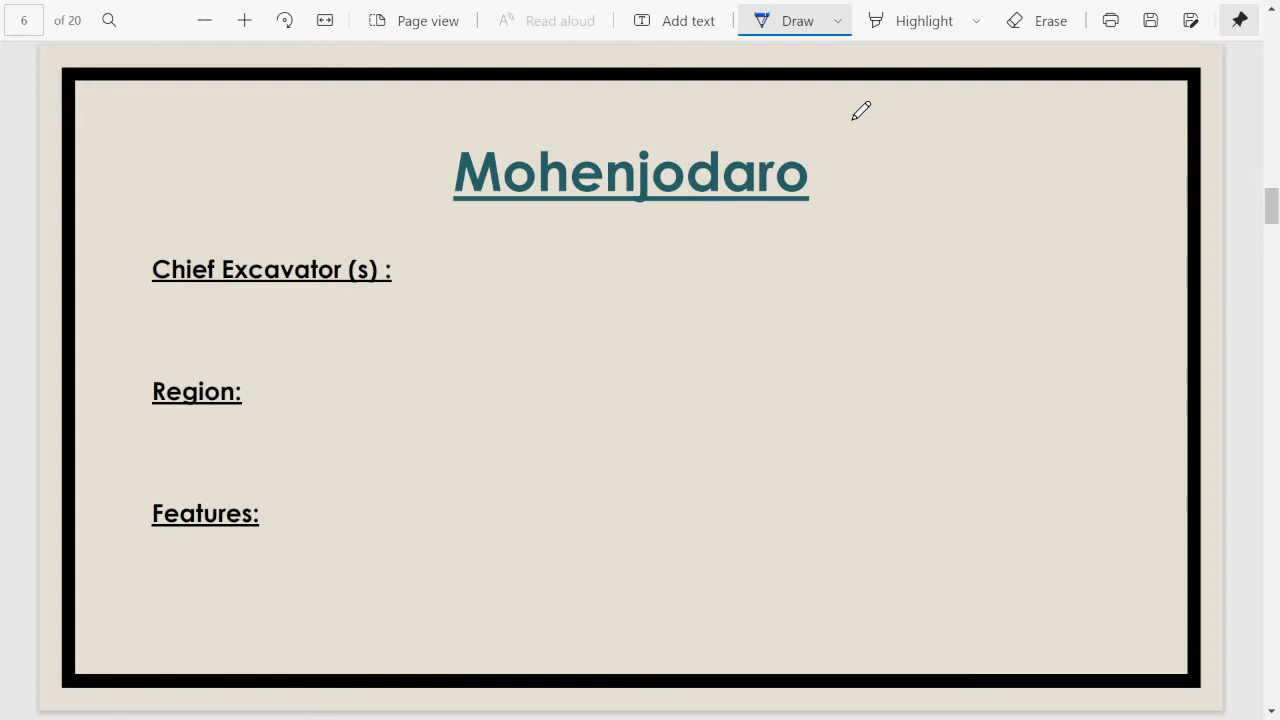 6 of 20 Page view Read aloud Add text Draw Highlight Erase
Mohenjodaro
Chief Excavator (s) :
Region:
Features: